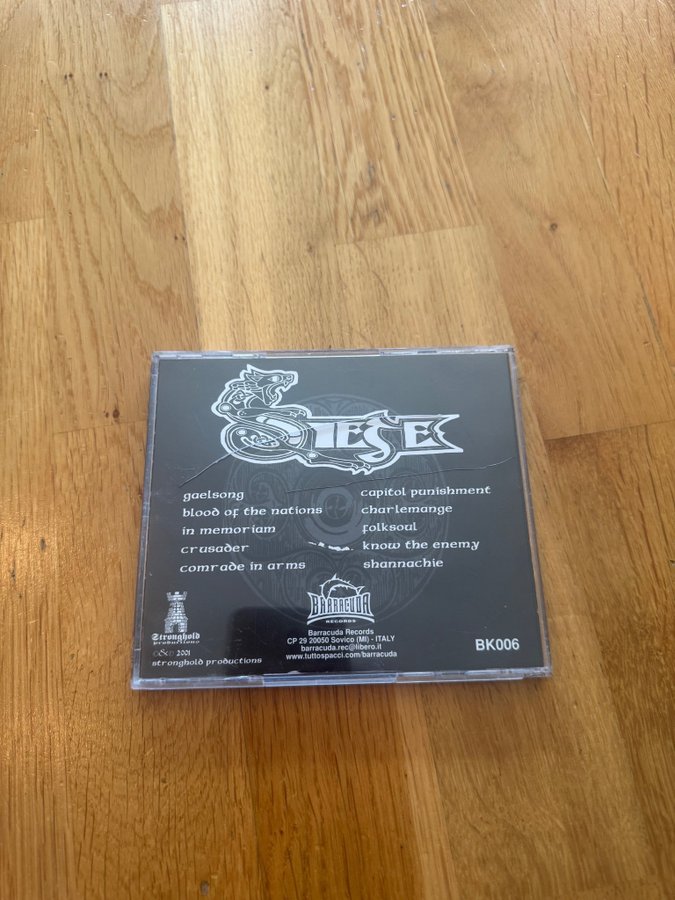 Siege
gaelsong
blood of the nations
in memoriam
crusader
comrade in arms
capitol punishment
charlemange
folksoul
know the enemy
shannachie
Stronghold
productions
©&℗ 2001
stronghold productions
BARRACUDA
RECORDS
Barracuda Records
CP 29 20050 Sovico (MI) - ITALY
barracuda.rec@libero.it
www.tuttospacci.com/barracuda
BK006